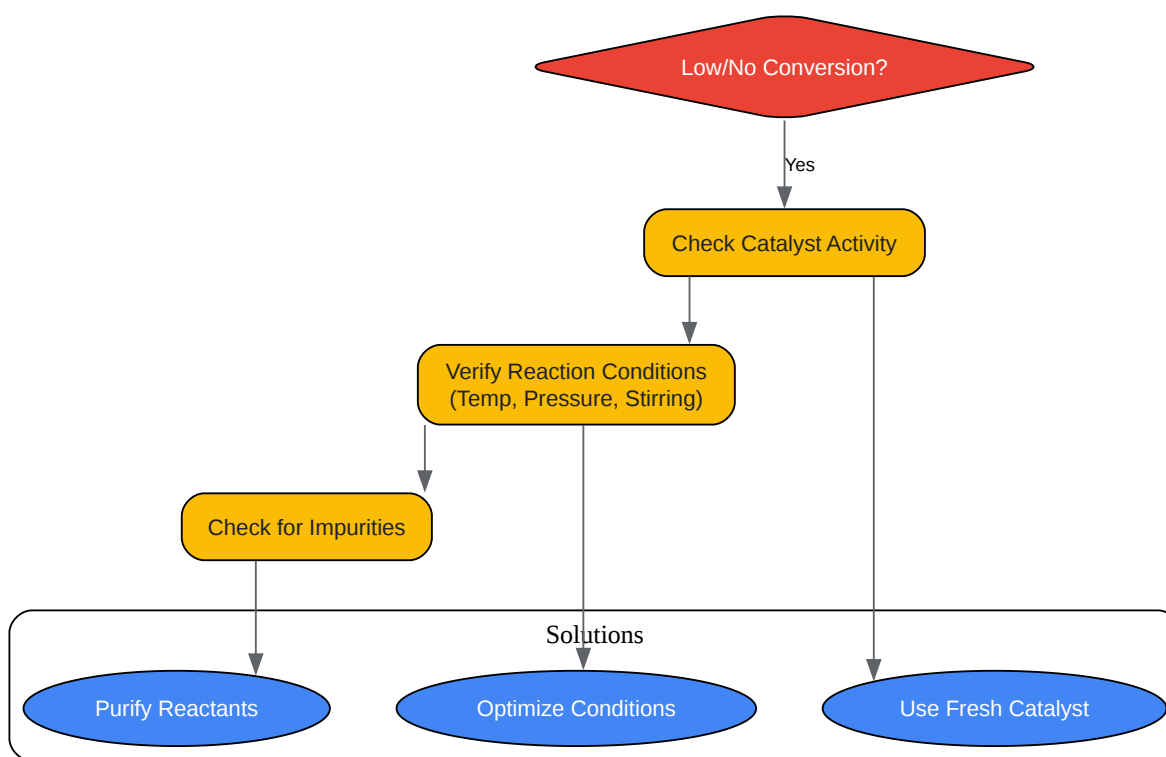 Low/No Conversion?
Yes
Check Catalyst Activity
Verify Reaction Conditions
(Temp, Pressure, Stirring)
Check for Impurities
Solutions
Purify Reactants
Optimize Conditions
Use Fresh Catalyst